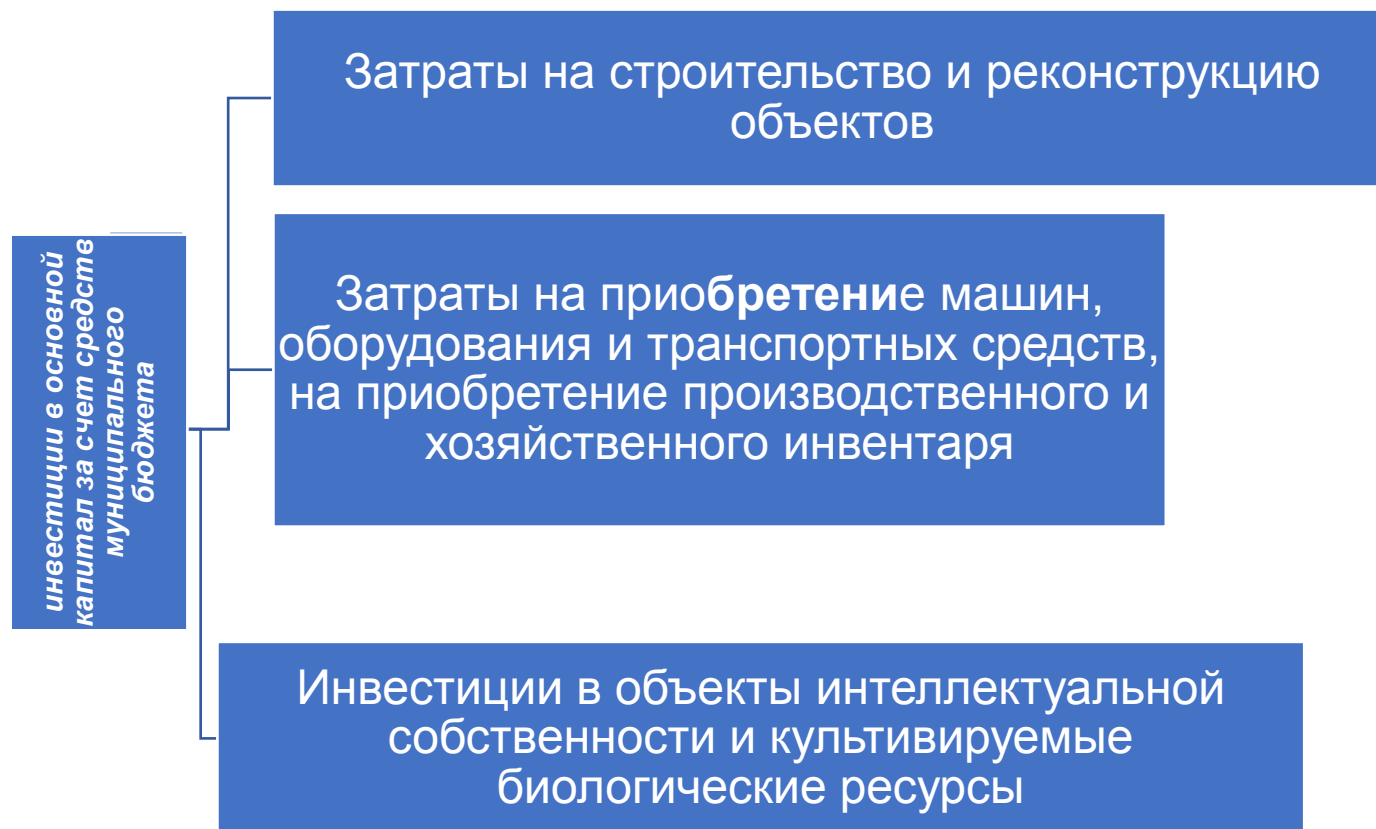 инвестиции в основной
капитал за счет средств
муниципального
бюджета
Затраты на строительство и реконструкцию
объектов
Затраты на приобретение машин,
оборудования и транспортных средств,
на приобретение производственного и
хозяйственного инвентаря
Инвестиции в объекты интеллектуальной
собственности и культивируемые
биологические ресурсы